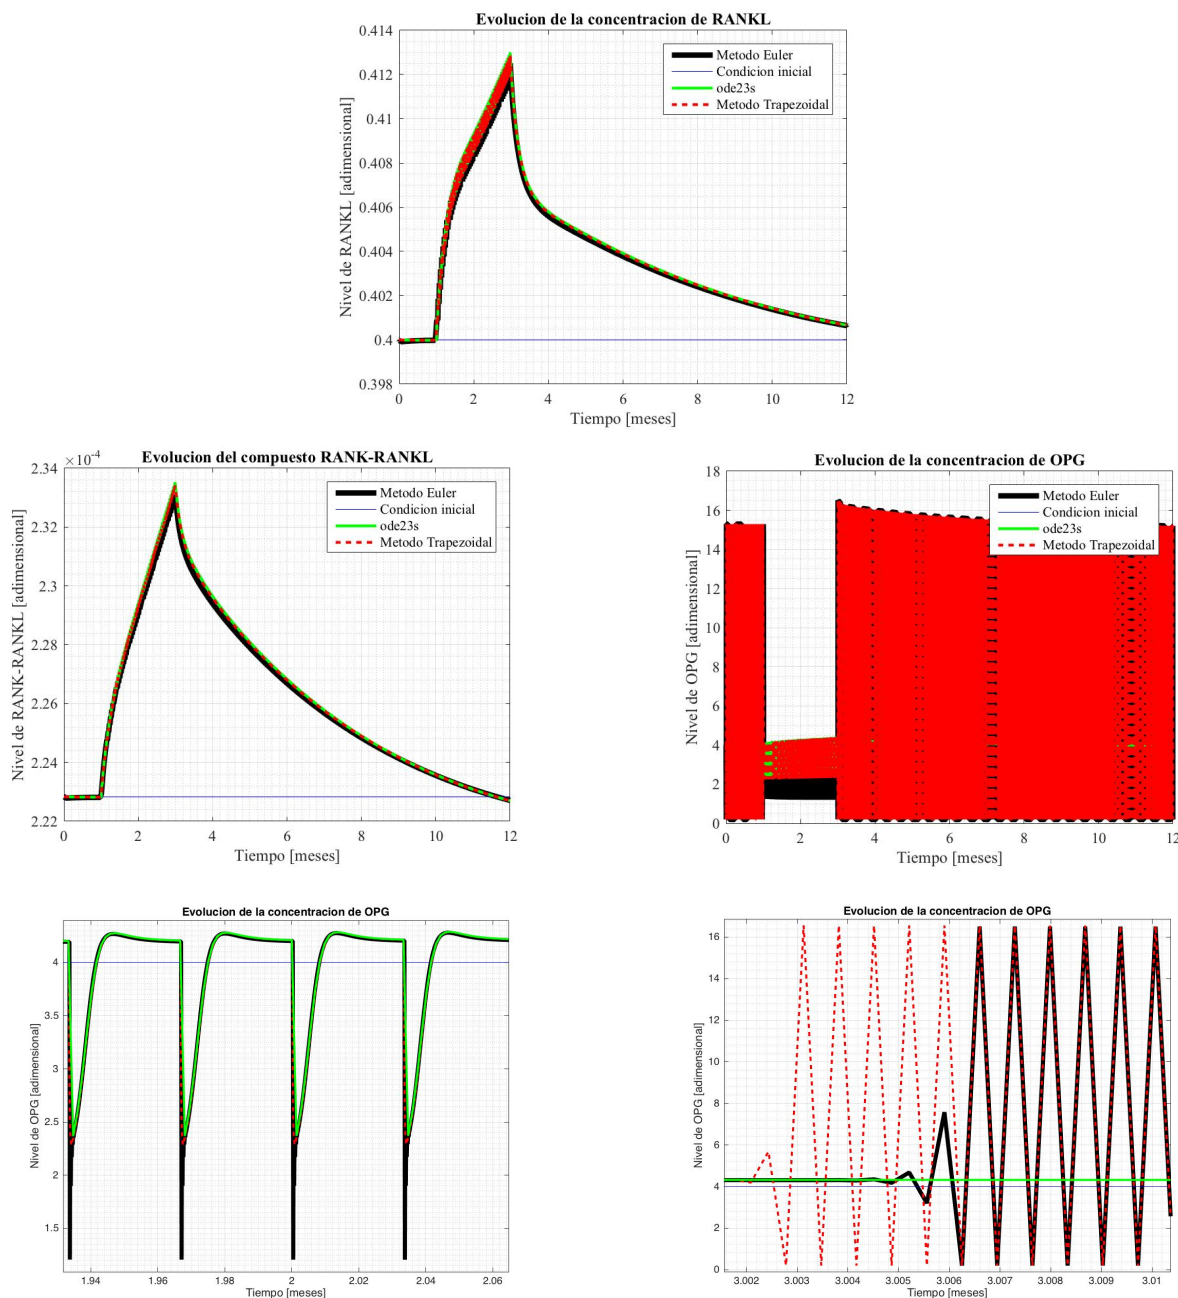 Evolucion de la concentracion de RANKL
0.414
0.412
0.41
0.408
0.406
0.404
0.402
0.4
0.398
Nivel de RANKL [adimensional]
Metodo Euler
Condicion inicial
ode23s
Metodo Trapezoidal
0 2 4 6 8 10 12
Tiempo [meses]
Evolucion del compuesto RANK-RANKL
×10⁻⁴
2.34
2.32
2.3
2.28
2.26
2.24
2.22
Nivel de RANK-RANKL [adimensional]
Metodo Euler
Condicion inicial
ode23s
Metodo Trapezoidal
0 2 4 6 8 10 12
Tiempo [meses]
Evolucion de la concentracion de OPG
18
16
14
12
10
8
6
4
2
0
Nivel de OPG [adimensional]
Metodo Euler
Condicion inicial
ode23s
Metodo Trapezoidal
0 2 4 6 8 10 12
Tiempo [meses]
Evolucion de la concentracion de OPG
4
3.5
3
2.5
2
1.5
Nivel de OPG [adimensional]
1.94 1.96 1.98 2 2.02 2.04 2.06
Tiempo [meses]
Evolucion de la concentracion de OPG
16
14
12
10
8
6
4
2
0
Nivel de OPG [adimensional]
3.002 3.003 3.004 3.005 3.006 3.007 3.008 3.009 3.01
Tiempo [meses]